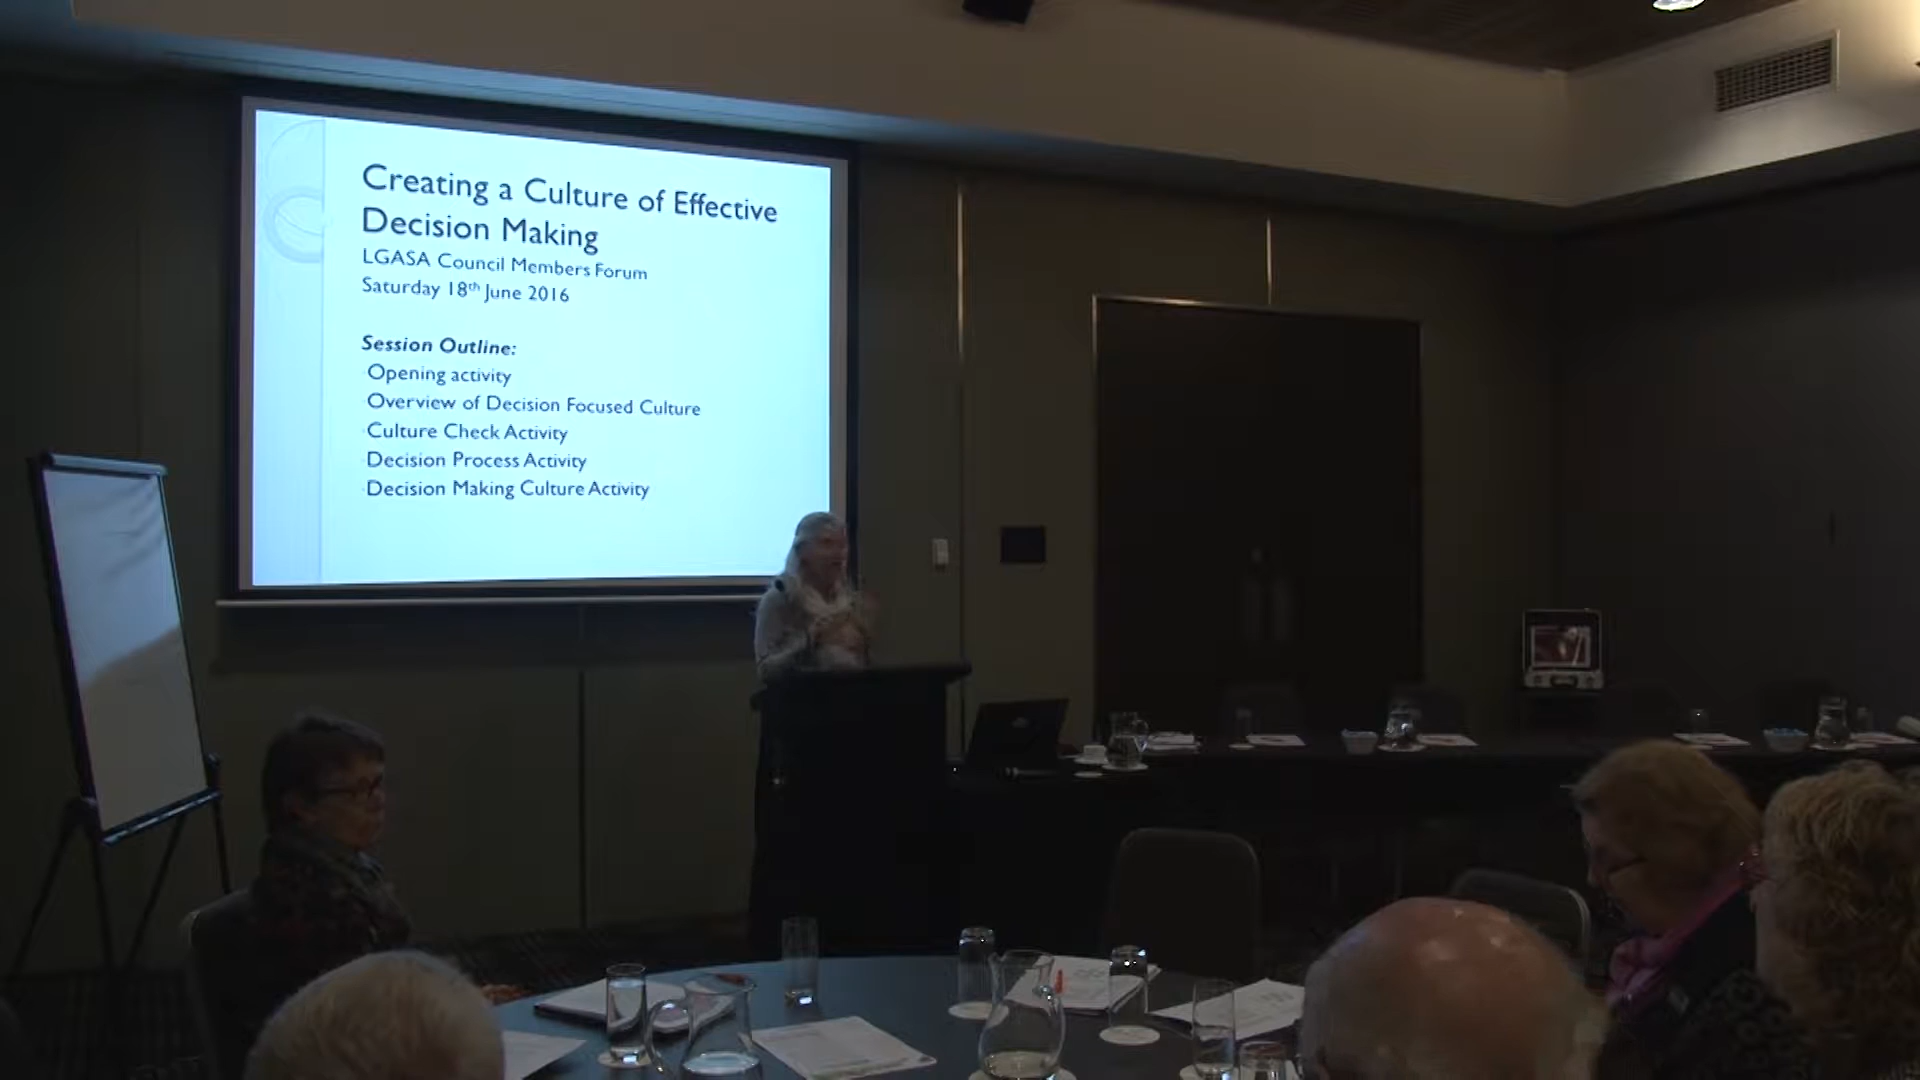 Creating a Culture of Effective
Decision Making
LGASA Council Members Forum
Saturday 18th June 2016
Session Outline:
Opening activity
Overview of Decision Focused Culture
Culture Check Activity
Decision Process Activity
Decision Making Culture Activity